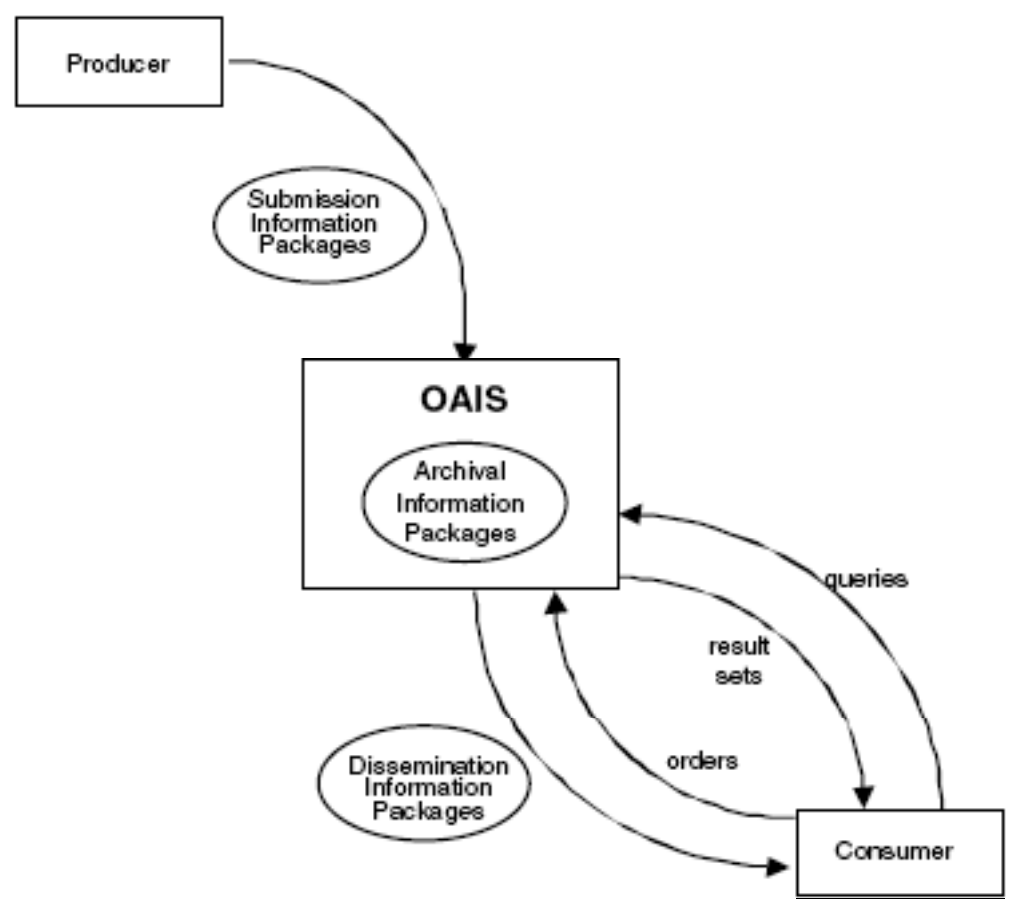 Producer
Submission
Information
Packages
OAIS
Archival
Information
Packages
queries
result
sets
orders
Dissemination
Information
Packages
Consumer